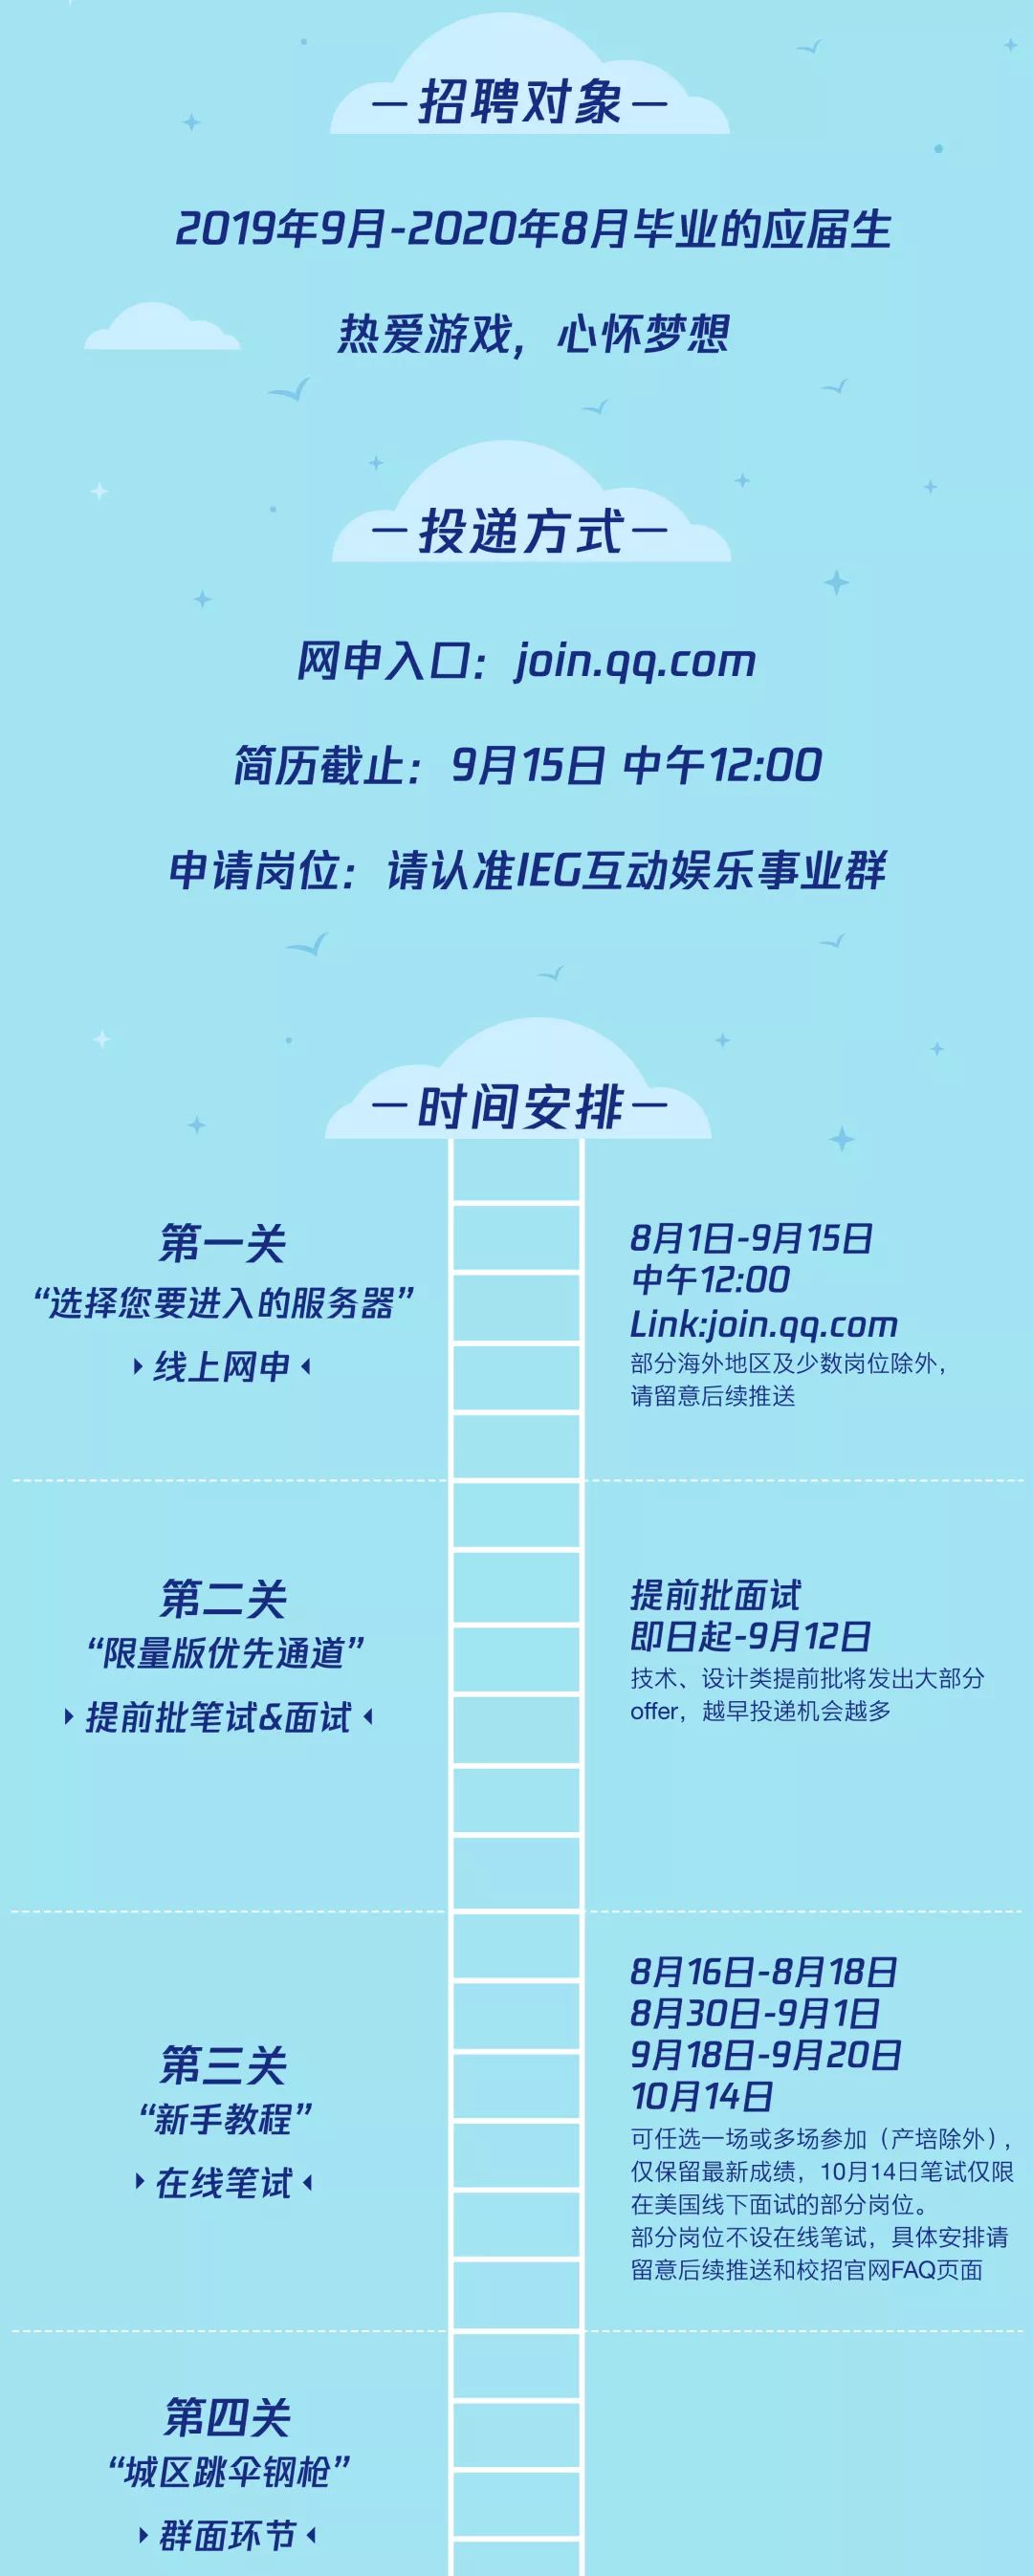 招聘对象
2019年9月-2020年8月毕业的应届生
热爱游戏，心怀梦想
投递方式
网申入口：join.qq.com
简历截止：9月15日 中午12:00
申请岗位：请认准IEG互动娱乐事业群
时间安排
第一关
“选择您要进入的服务器”
线上网申
8月1日-9月15日
中午12:00
Link:join.qq.com
部分海外地区及少数岗位除外，
请留意后续推送
第二关
“限量版优先通道”
提前批笔试&面试
提前批面试
即日起-9月12日
技术、设计类提前批将发出大部分
offer，越早投递机会越多
第三关
“新手教程”
在线笔试
8月16日-8月18日
8月30日-9月1日
9月18日-9月20日
10月14日
可任选一场或多场参加（产培除外），
仅保留最新成绩，10月14日笔试仅限
在美国线下面试的部分岗位。
部分岗位不设在线笔试，具体安排请
留意后续推送和校招官网FAQ页面
第四关
“城区跳伞钢枪”
群面环节